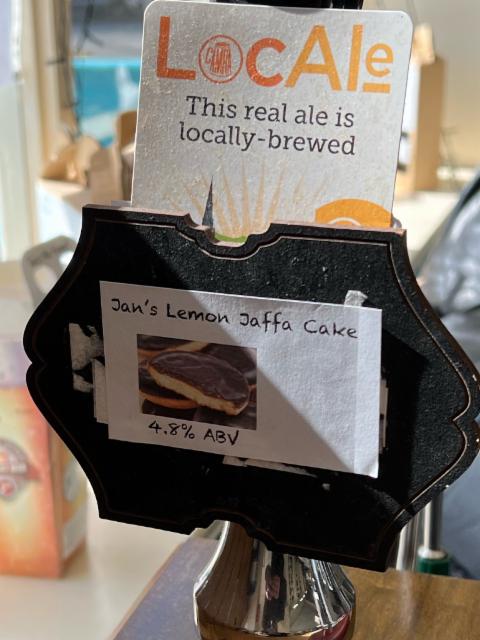 LocAle
CAMRA
This real ale is
locally-brewed
Jan's Lemon Jaffa Cake
4.8% ABV